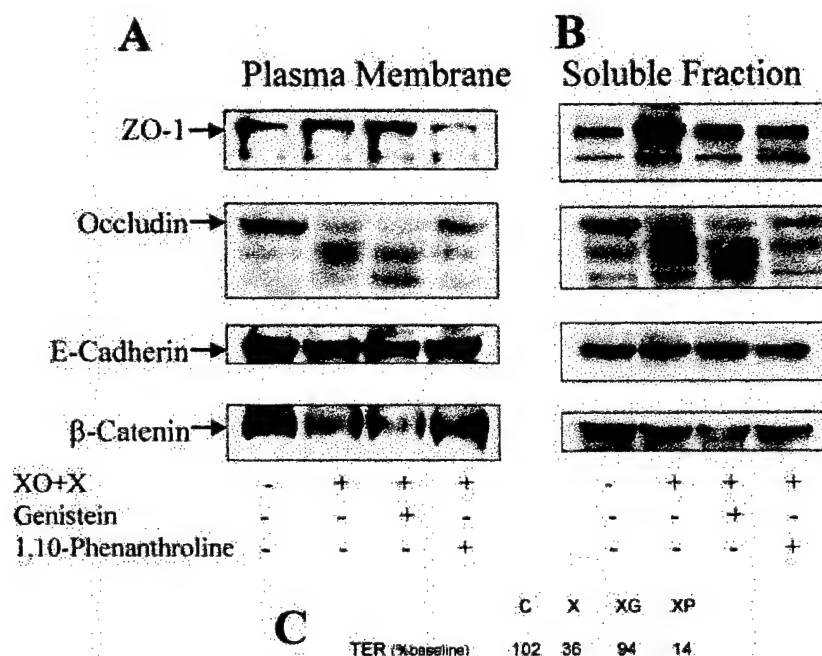 A
B
Plasma Membrane
Soluble Fraction
ZO-1
Occludin
E-Cadherin
β-Catenin
XO+X - + + + - + + +
Genistein - - + - - - + -
1,10-Phenanthroline - - - + - - - +
C X XG XP
C
TER (%baseline) 102 36 94 14